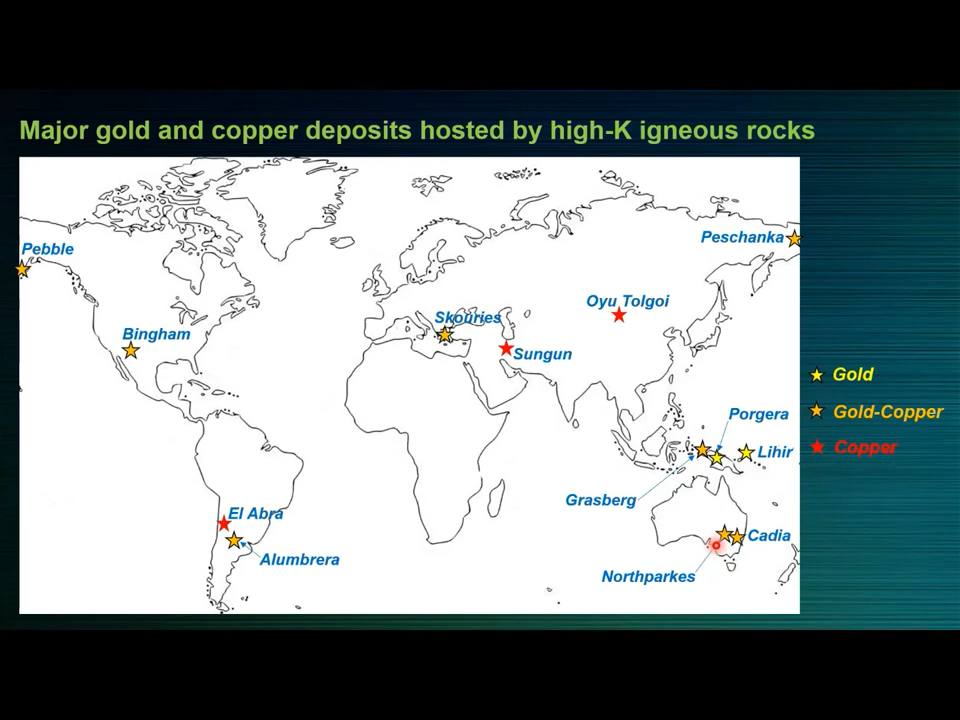 Major gold and copper deposits hosted by high-K igneous rocks
Pebble
Peschanka
Oyu Tolgoi
Skouries
Bingham
Sungun
Gold
Porgera
Gold-Copper
Lihir
Copper
Grasberg
El Abra
Cadia
Alumbrera
Northparkes